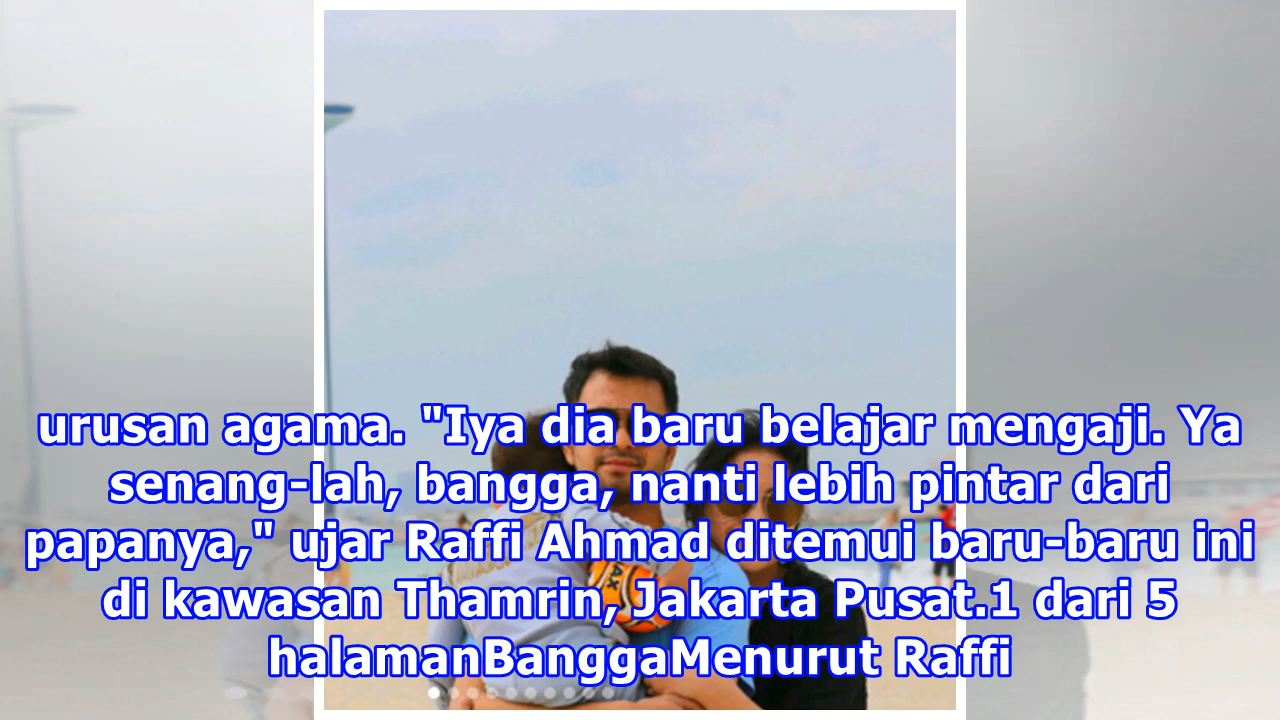 urusan agama. "Iya dia baru belajar mengaji. Ya
senang-lah, bangga, nanti lebih pintar dari
papanya," ujar Raffi Ahmad ditemui baru-baru ini
di kawasan Thamrin, Jakarta Pusat.1 dari 5
halamanBanggaMenurut Raffi